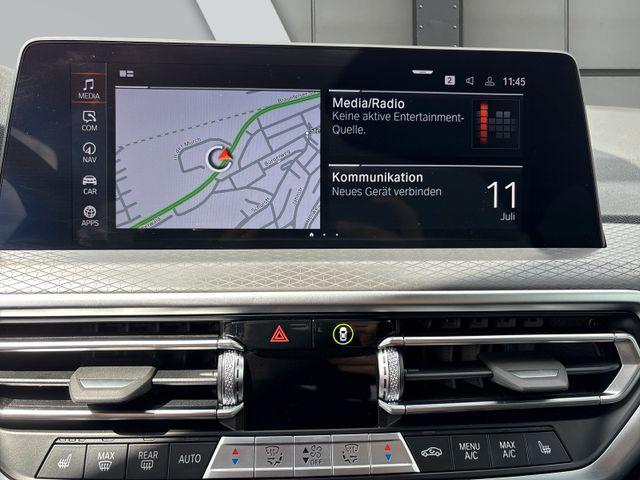 2
11:45
MEDIA
COM
NAV
CAR
APPS
Media/Radio
Keine aktive Entertainment-
Quelle.
Kommunikation
Neues Gerät verbinden
11
Juli
MAX
REAR
AUTO
OFF
MENU
A/C
MAX
A/C